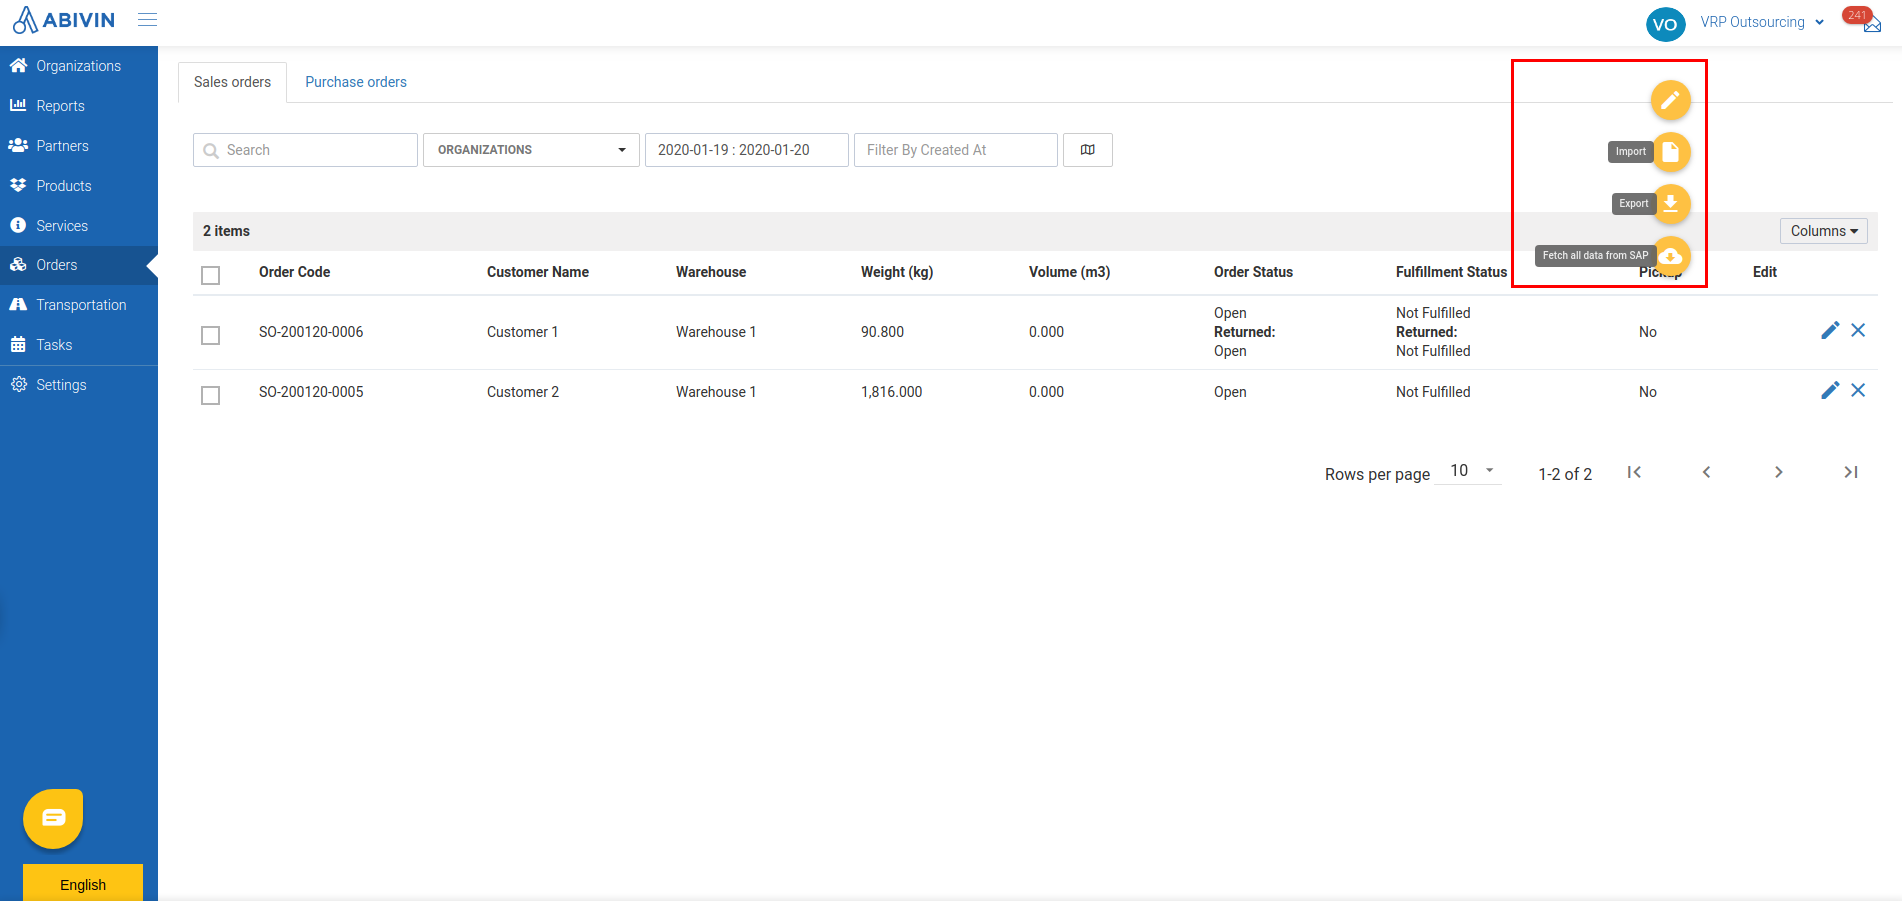 ABIVIN
VO
VRP Outsourcing
241
Organizations
Reports
Partners
Products
Services
Orders
Transportation
Tasks
Settings
English
Sales orders
Purchase orders
Search
ORGANIZATIONS
2020-01-19 : 2020-01-20
Filter By Created At
Import
Export
Fetch all data from SAP
2 items
Columns
Order Code Customer Name Warehouse Weight (kg) Volume (m3) Order Status Fulfillment Status Pickup Edit
SO-200120-0006 Customer 1 Warehouse 1 90.800 0.000 Open Not Fulfilled No
Returned: Returned:
Open Not Fulfilled
SO-200120-0005 Customer 2 Warehouse 1 1,816.000 0.000 Open Not Fulfilled No
Rows per page 10 1-2 of 2